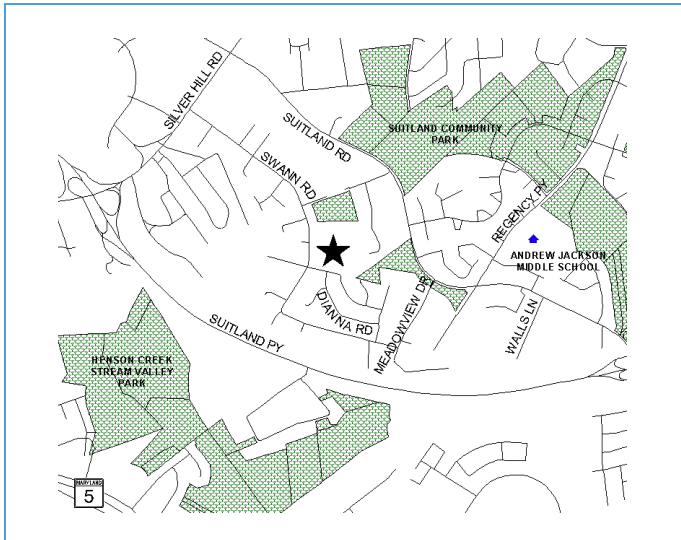 SILVER HILL RD
SUITLAND RD
SUITLAND COMMUNITY
PARK
SWANN RD
REGENCY PY
ANDREW JACKSON
MIDDLE SCHOOL
DIANNA RD
MEADOWVIEW DRY
WALLS LN
SUITLAND PY
HENSON CREEK
STREAM VALLEY
PARK
MARYLAND
5